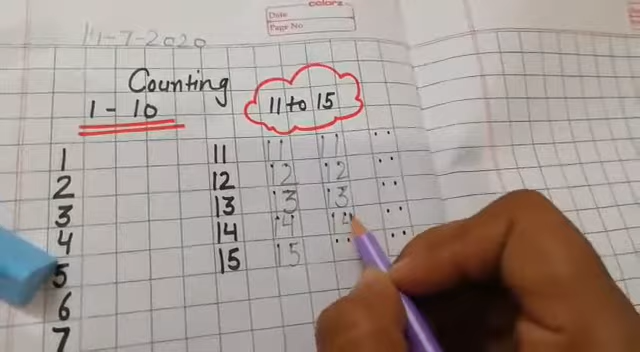 colorz
Date
Page No
14-7-2020
Counting
1 - 10
11 to 15
1 11 11 11
2 12 12 12
3 13 13 13
4 14 14 14
5 15 15
6
7